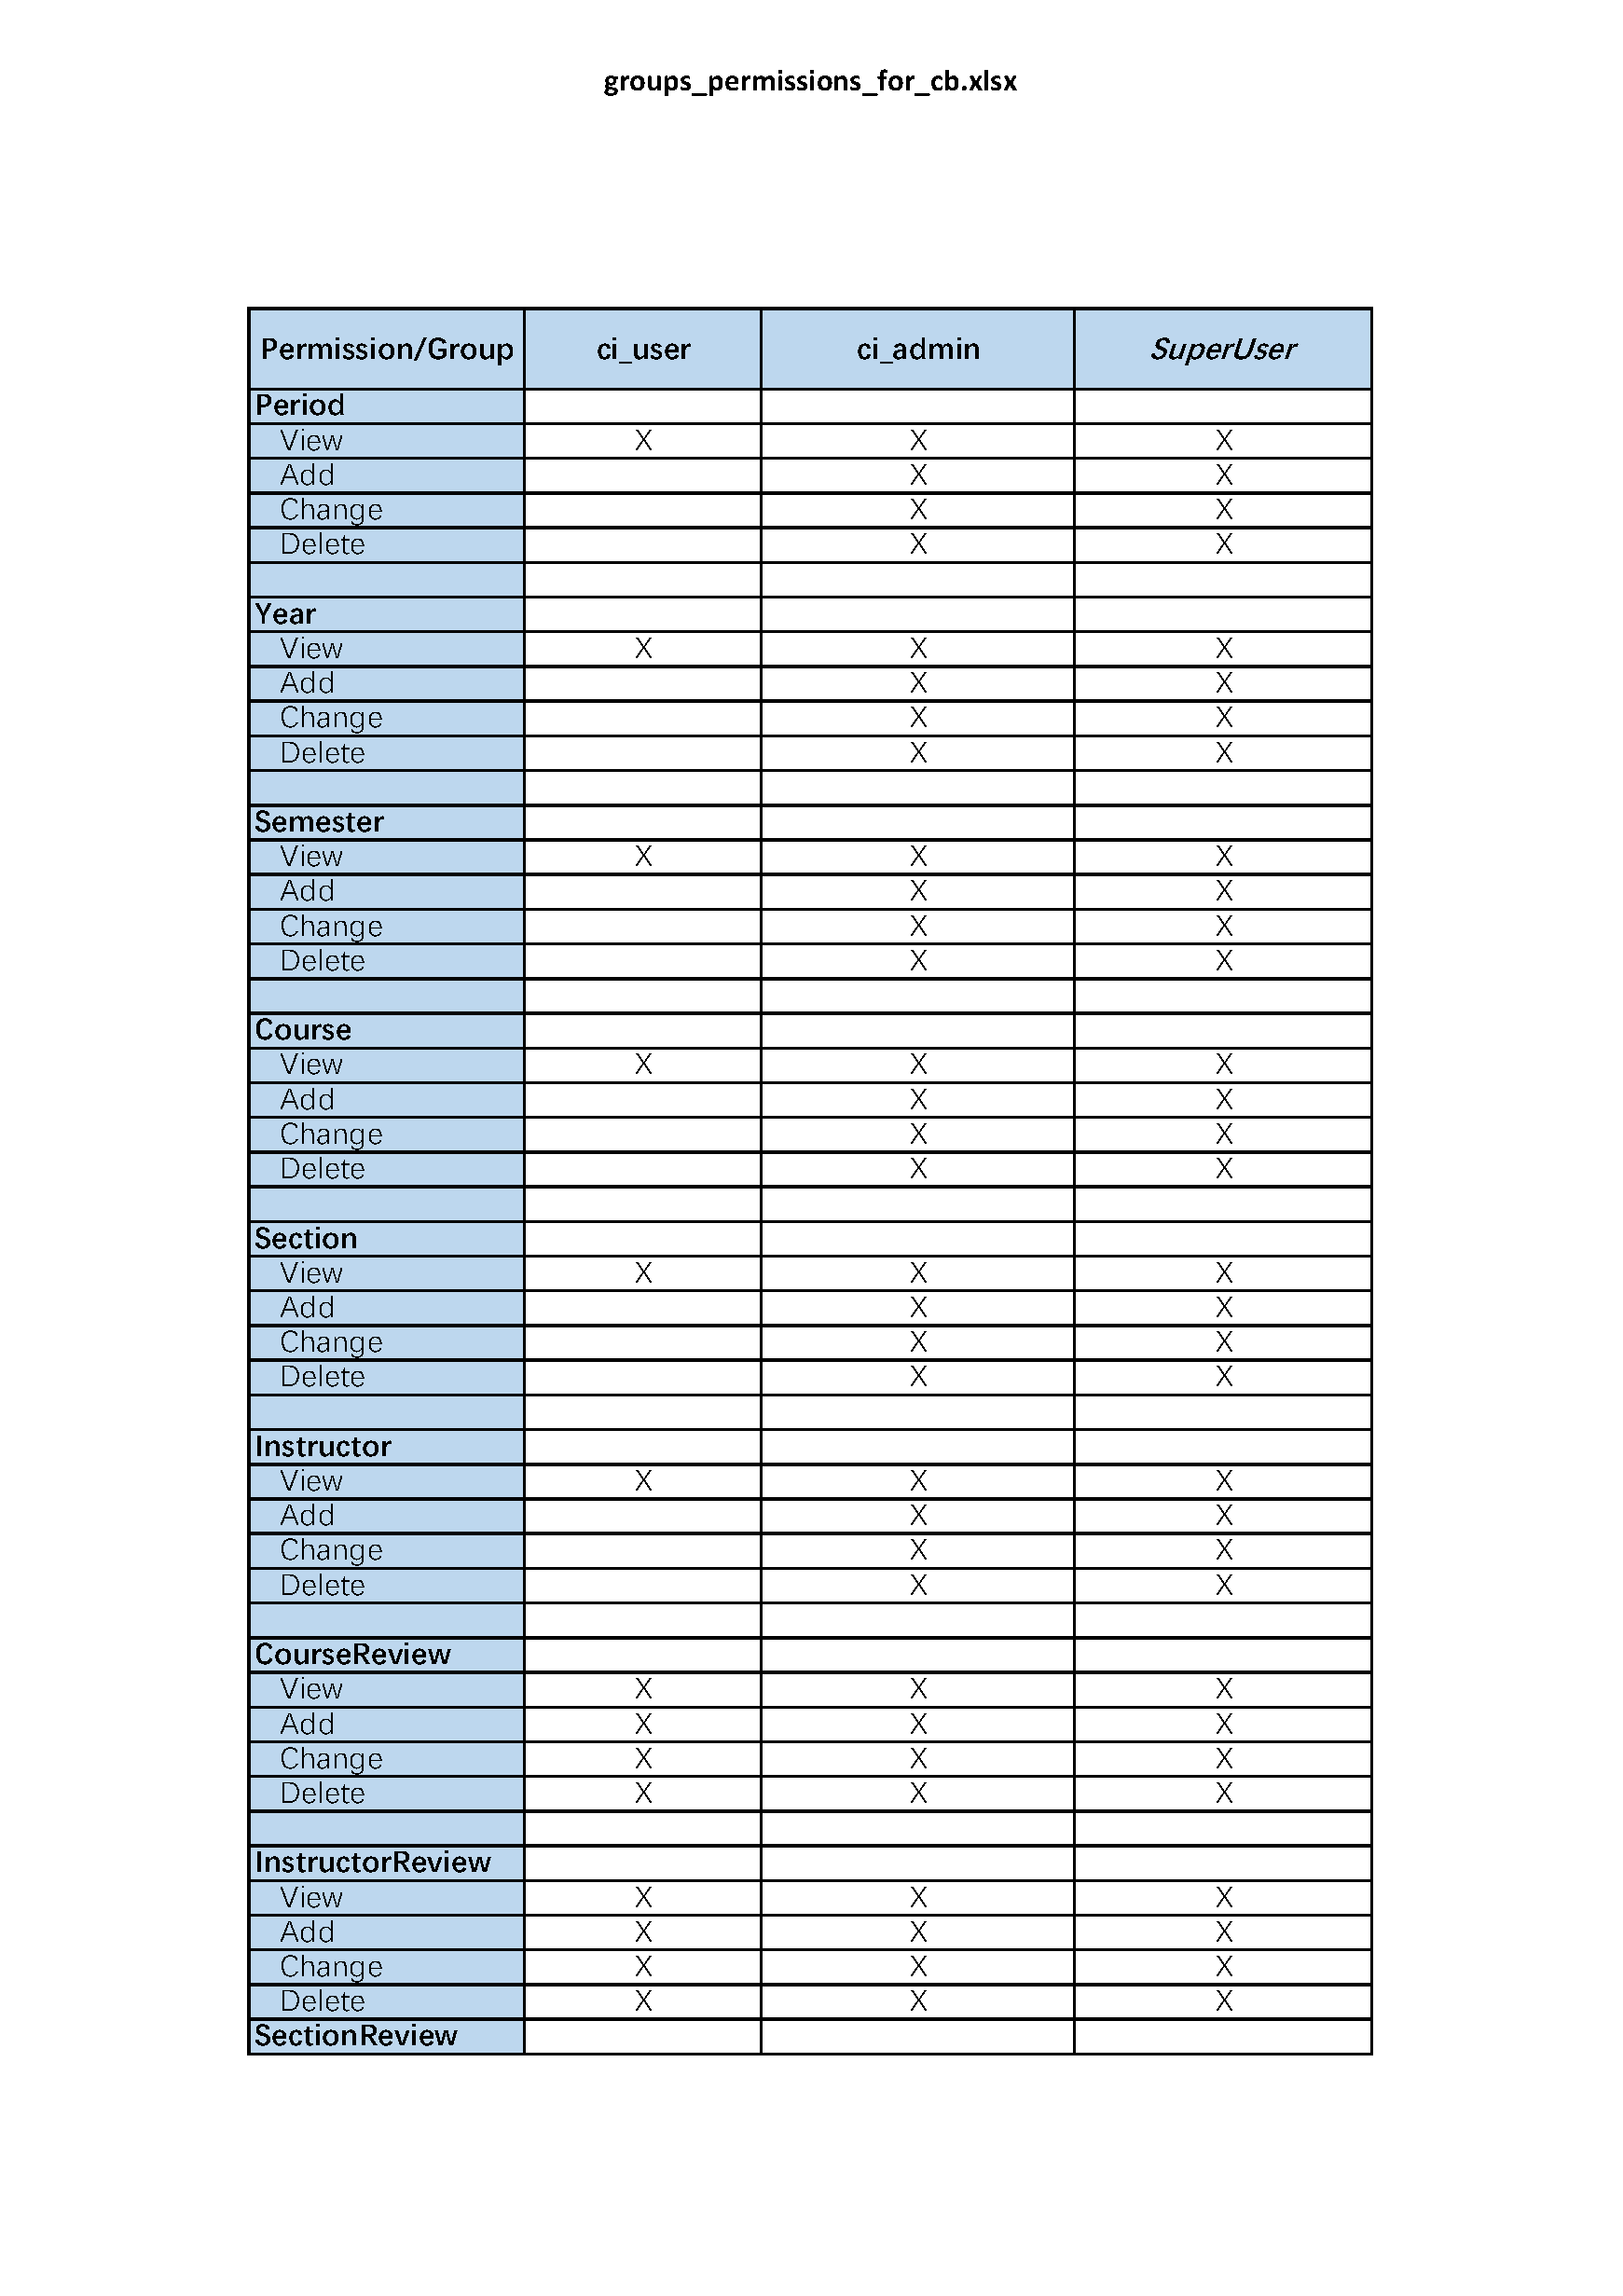 groups_permissions_for_cb.xlsx
Permission/Group ci_user ci_admin SuperUser
Period
View X X X
Add X X
Change X X
Delete X X
Year
View X X X
Add X X
Change X X
Delete X X
Semester
View X X X
Add X X
Change X X
Delete X X
Course
View X X X
Add X X
Change X X
Delete X X
Section
View X X X
Add X X
Change X X
Delete X X
Instructor
View X X X
Add X X
Change X X
Delete X X
CourseReview
View X X X
Add X X X
Change X X X
Delete X X X
InstructorReview
View X X X
Add X X X
Change X X X
Delete X X X
SectionReview